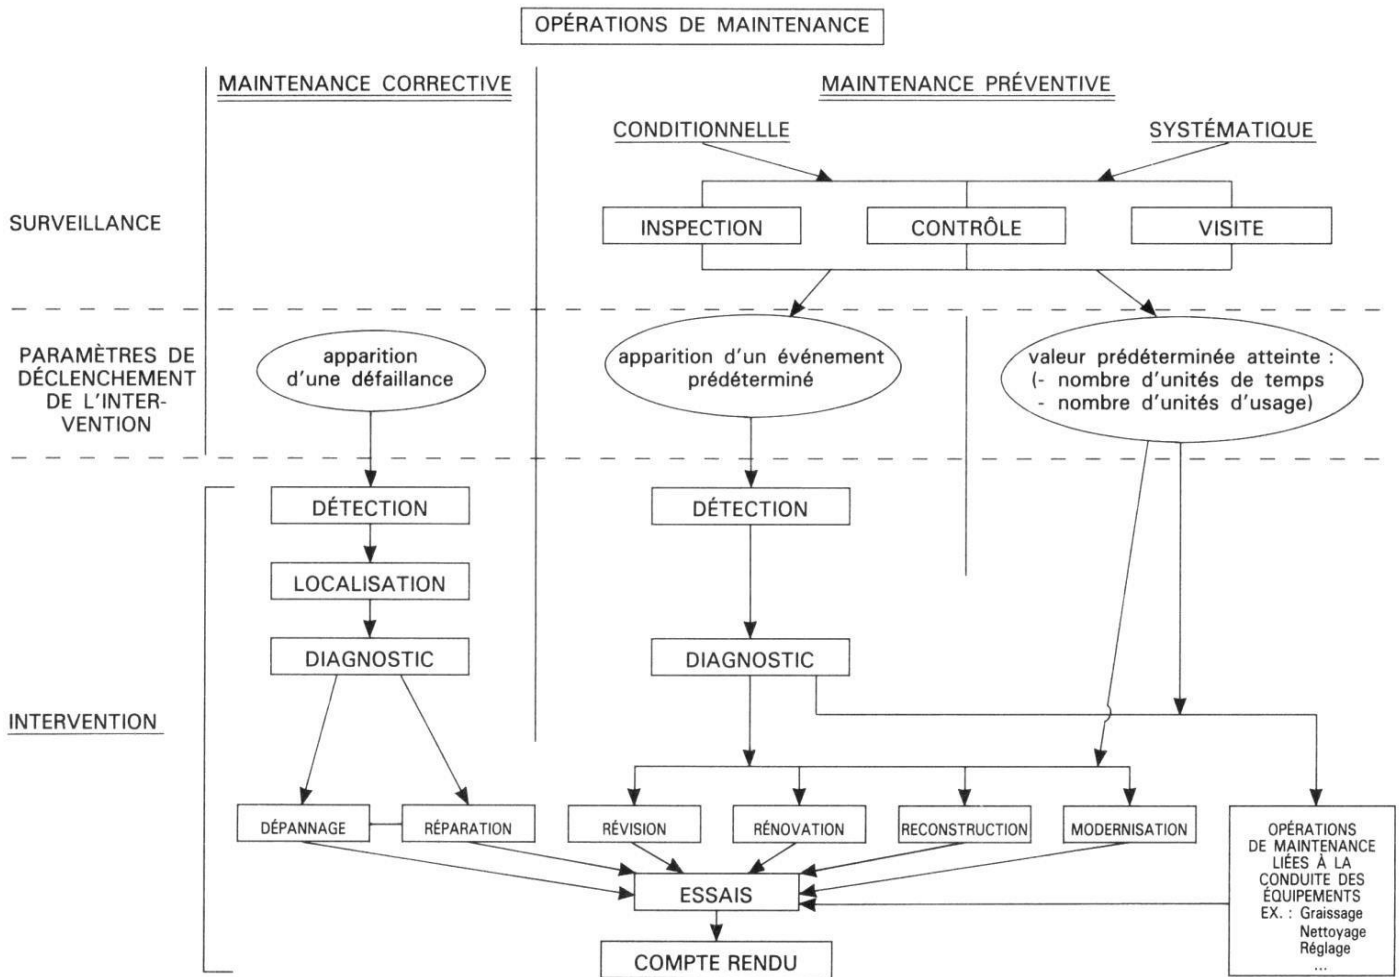 OPÉRATIONS DE MAINTENANCE
MAINTENANCE CORRECTIVE
MAINTENANCE PRÉVENTIVE
CONDITIONNELLE
SYSTÉMATIQUE
SURVEILLANCE
INSPECTION
CONTRÔLE
VISITE
PARAMÈTRES DE
DÉCLENCHEMENT
DE L'INTER-
VENTION
apparition
d'une défaillance
apparition d'un événement
prédéterminé
valeur prédéterminée atteinte :
(- nombre d'unités de temps
- nombre d'unités d'usage)
DÉTECTION
DÉTECTION
LOCALISATION
DIAGNOSTIC
DIAGNOSTIC
INTERVENTION
DÉPANNAGE
RÉPARATION
RÉVISION
RÉNOVATION
RECONSTRUCTION
MODERNISATION
OPÉRATIONS
DE MAINTENANCE
LIÉES À LA
CONDUITE DES
ÉQUIPEMENTS
EX. : Graissage
Nettoyage
Réglage
...
ESSAIS
COMPTE RENDU